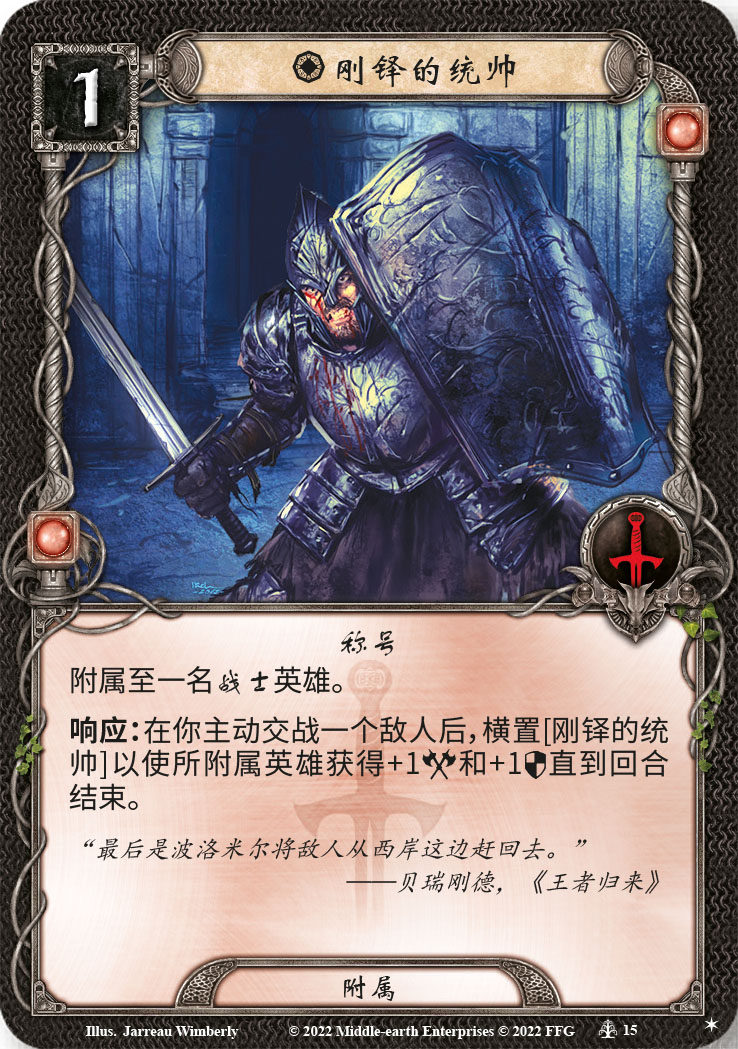 1
刚铎的统帅
称号
附属至一名战士英雄。
响应：在你主动交战一个敌人后，横置[刚铎的统
帅]以使所附属英雄获得+1和+1直到回合
结束。
“最后是波洛米尔将敌人从西岸这边赶回去。”
——贝瑞刚德，《王者归来》
附属
Illus. Jarreau Wimberly © 2022 Middle-earth Enterprises © 2022 FFG 15